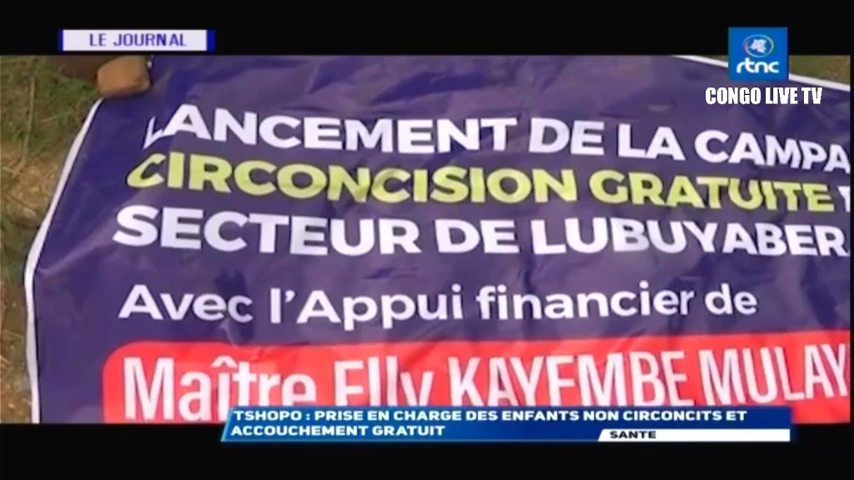 LE JOURNAL
rtnc
CONGO LIVE TV
LANCEMENT DE LA CAMPA
CIRCONCISION GRATUITE
SECTEUR DE LUBUYABER
Avec l'Appui financier de
Maître Elly KAYEMBE MULAY
TSHOPO : PRISE EN CHARGE DES ENFANTS NON CIRCONCITS ET
ACCOUCHEMENT GRATUIT
SANTE